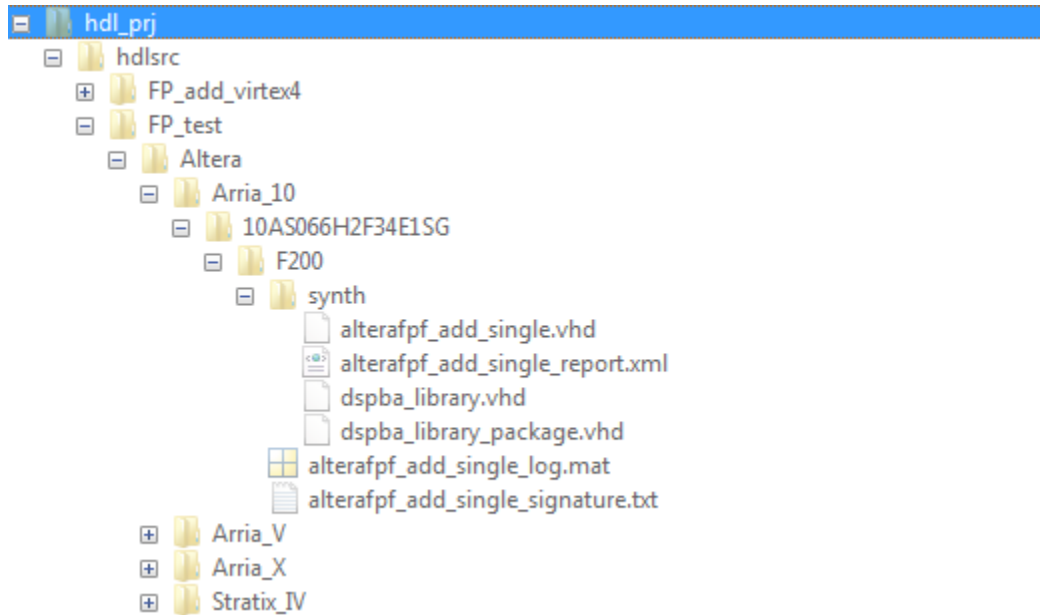 hdl_prj
hdlsrc
FP_add_virtex4
FP_test
Altera
Arria_10
10AS066H2F34E1SG
F200
synth
alterafpf_add_single.vhd
alterafpf_add_single_report.xml
dspba_library.vhd
dspba_library_package.vhd
alterafpf_add_single_log.mat
alterafpf_add_single_signature.txt
Arria_V
Arria_X
Stratix_IV